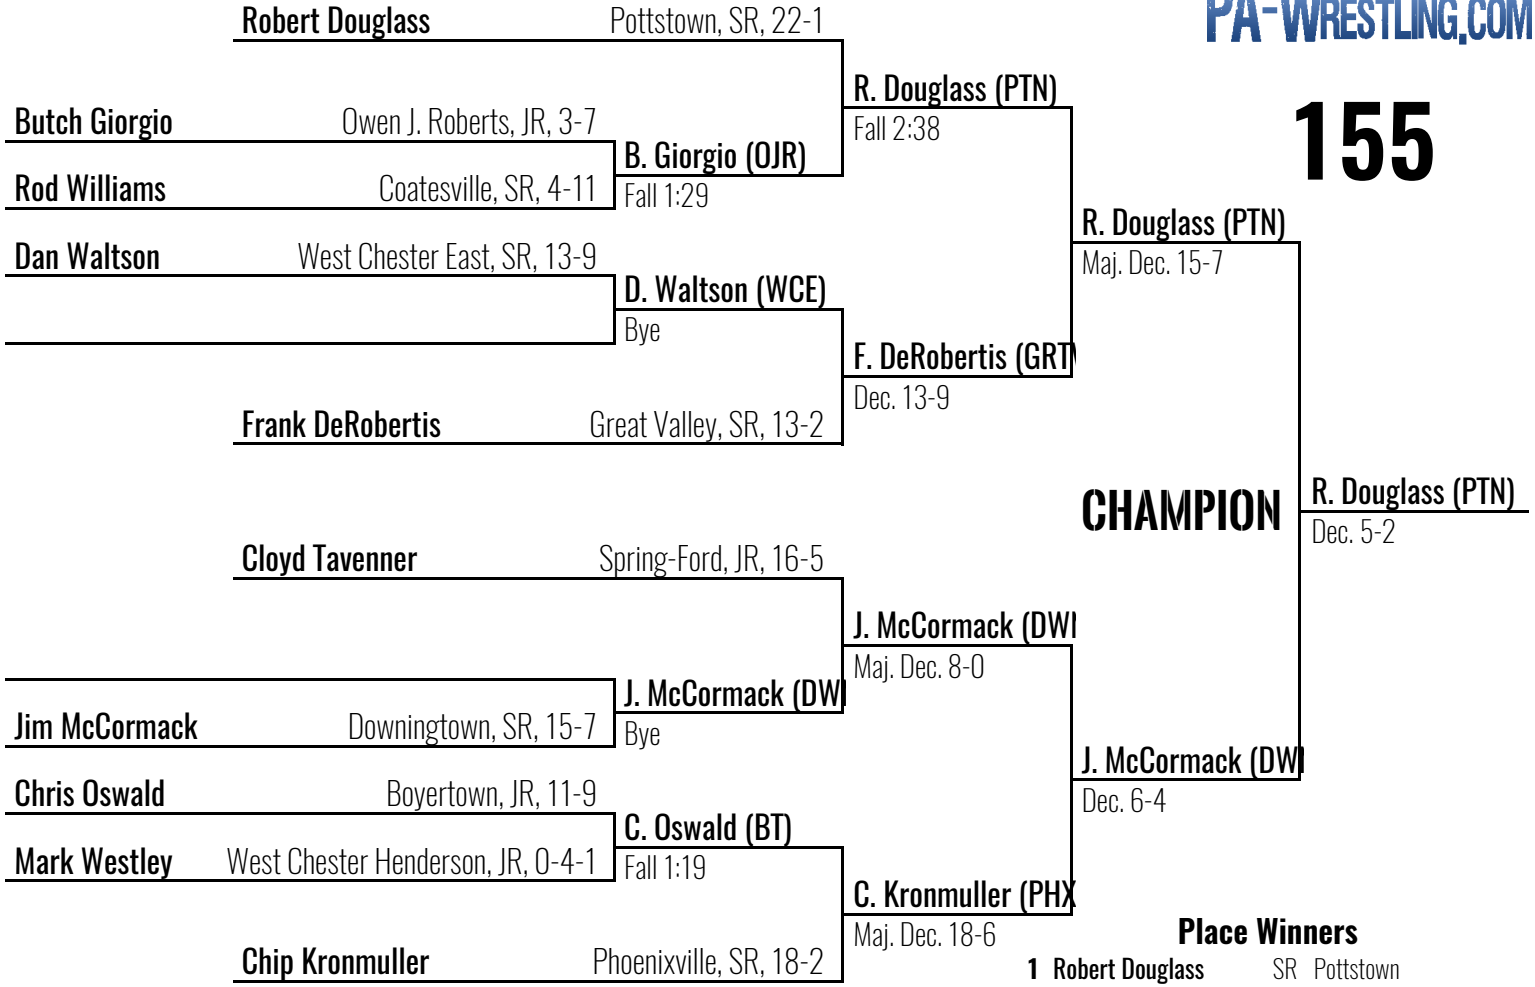 PA-WRESTLING.COM
Robert Douglass Pottstown, SR, 22-1
R. Douglass (PTN)
Fall 2:38
155
Butch Giorgio Owen J. Roberts, JR, 3-7
B. Giorgio (OJR)
Fall 1:29
Rod Williams Coatesville, SR, 4-11
R. Douglass (PTN)
Maj. Dec. 15-7
Dan Waltson West Chester East, SR, 13-9
D. Waltson (WCE)
Bye
F. DeRobertis (GRT
Dec. 13-9
Frank DeRobertis Great Valley, SR, 13-2
CHAMPION
R. Douglass (PTN)
Dec. 5-2
Cloyd Tavenner Spring-Ford, JR, 16-5
J. McCormack (DW
Maj. Dec. 8-0
J. McCormack (DW
Bye
Jim McCormack Downingtown, SR, 15-7
J. McCormack (DW
Dec. 6-4
Chris Oswald Boyertown, JR, 11-9
C. Oswald (BT)
Fall 1:19
Mark Westley West Chester Henderson, JR, 0-4-1
C. Kronmuller (PHX
Maj. Dec. 18-6
Chip Kronmuller Phoenixville, SR, 18-2
Place Winners
1 Robert Douglass SR Pottstown